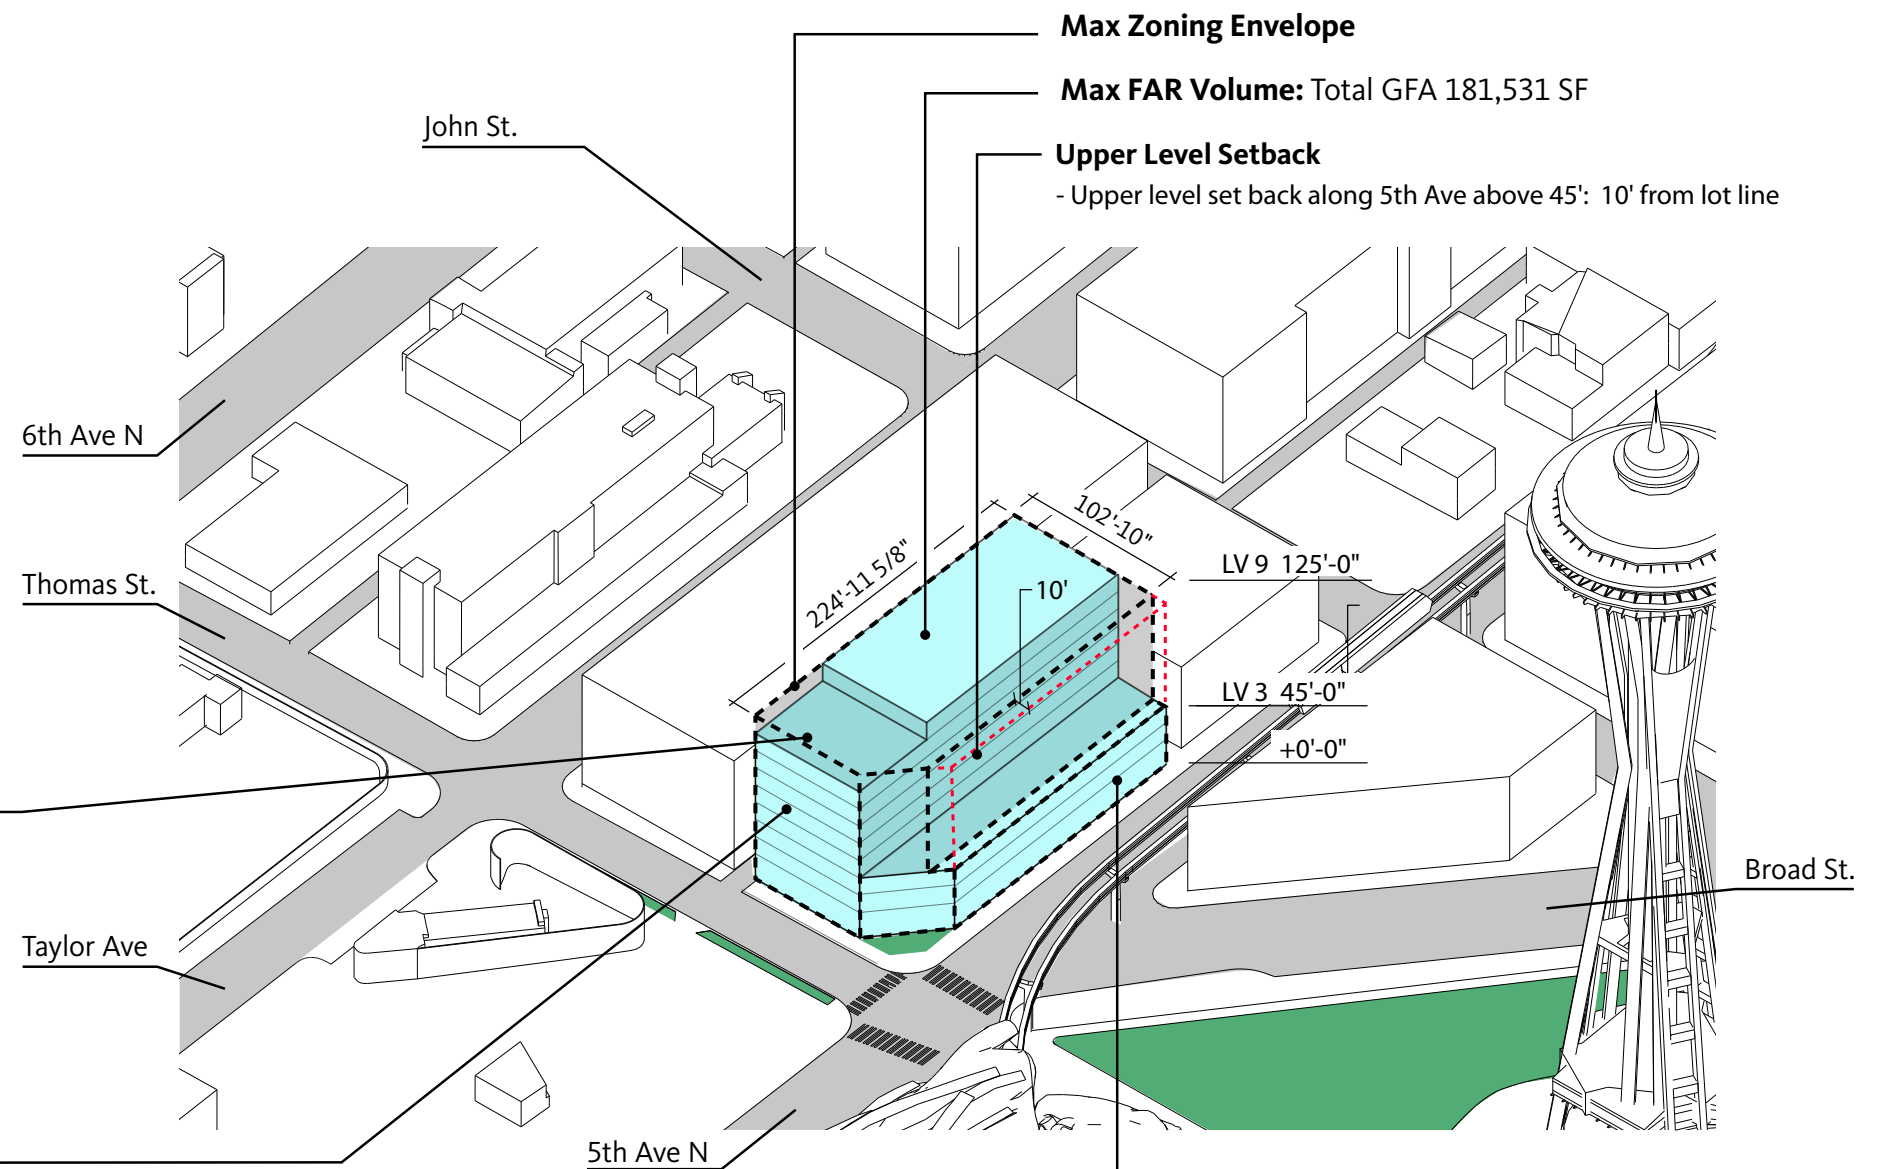 Max Zoning Envelope
Max FAR Volume: Total GFA 181,531 SF
John St.
Upper Level Setback
- Upper level set back along 5th Ave above 45': 10' from lot line
6th Ave N
102'-10"
224'-11 5/8"
LV 9 125'-0"
Thomas St.
10'
LV 3 45'-0"
+0'-0"
Broad St.
Taylor Ave
5th Ave N